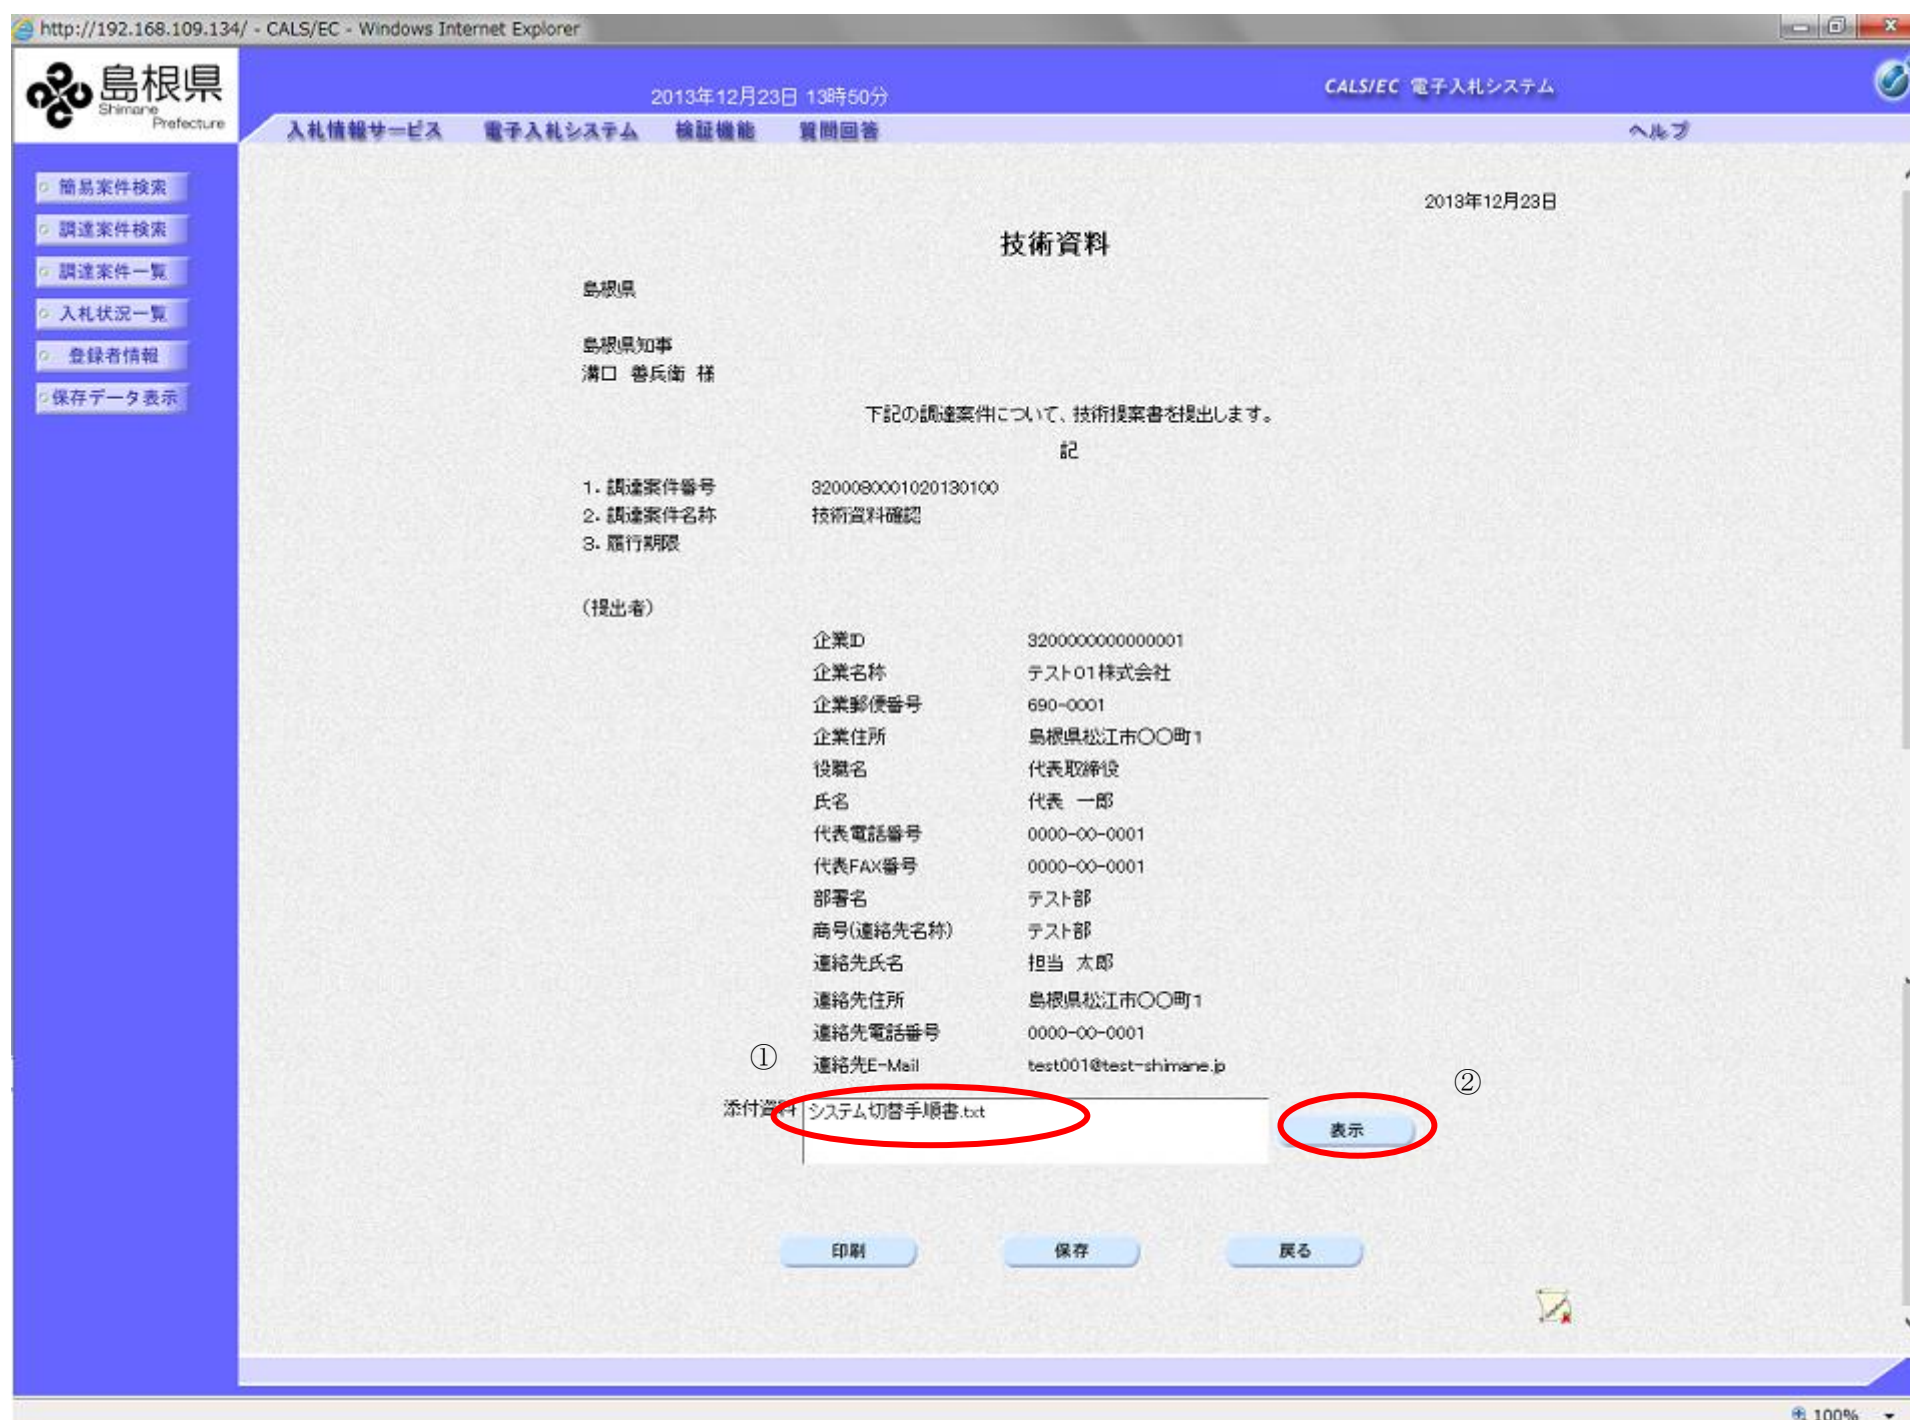 http://192.168.109.134/ - CALS/EC - Windows Internet Explorer
島根県
Shimane
Prefecture
2013年12月23日 13時50分
CALS/EC 電子入札システム
入札情報サービス 電子入札システム 検証機能 質問回答 ヘルプ
簡易案件検索
調達案件検索
調達案件一覧
入札状況一覧
登録者情報
保存データ表示
2013年12月23日
技術資料
島根県
島根県知事
溝口 善兵衛 様
下記の調達案件について、技術提案書を提出します。
記
1. 調達案件番号 3200080001020130100
2. 調達案件名称 技術資料確認
3. 履行期限
(提出者)
企業ID 3200000000000001
企業名称 テスト01株式会社
企業郵便番号 690-0001
企業住所 島根県松江市〇〇町1
役職名 代表取締役
氏名 代表 一郎
代表電話番号 0000-00-0001
代表FAX番号 0000-00-0001
部署名 テスト部
商号(連絡先名称) テスト部
連絡先氏名 担当 太郎
連絡先住所 島根県松江市〇〇町1
連絡先電話番号 0000-00-0001
① 連絡先E-Mail test001@test-shimane.jp
②
添付資料 システム切替手順書.txt 表示
印刷 保存 戻る
100%